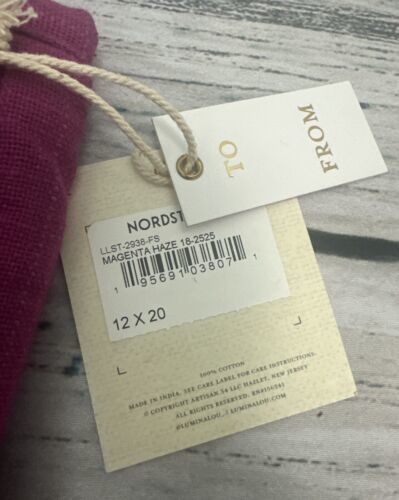 TO
FROM
NORDST
LLST-2938-FS
MAGENTA HAZE 18-2525
1 95691 03807 1
12 X 20
100% COTTON
MADE IN INDIA. SEE CARE LABEL FOR CARE INSTRUCTIONS.
© COPYRIGHT ARTISAN 34 LLC HAZLET, NEW JERSEY
ALL RIGHTS RESERVED.
@LUMINALOU_ | LUMINALOU.COM